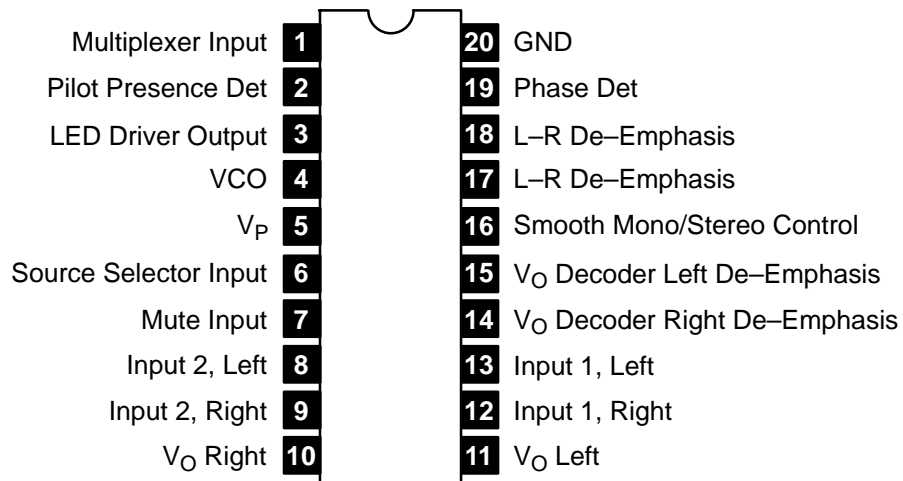 Multiplexer Input 1 20 GND
Pilot Presence Det 2 19 Phase Det
LED Driver Output 3 18 L–R De–Emphasis
VCO 4 17 L–R De–Emphasis
VP 5 16 Smooth Mono/Stereo Control
Source Selector Input 6 15 VO Decoder Left De–Emphasis
Mute Input 7 14 VO Decoder Right De–Emphasis
Input 2, Left 8 13 Input 1, Left
Input 2, Right 9 12 Input 1, Right
VO Right 10 11 VO Left